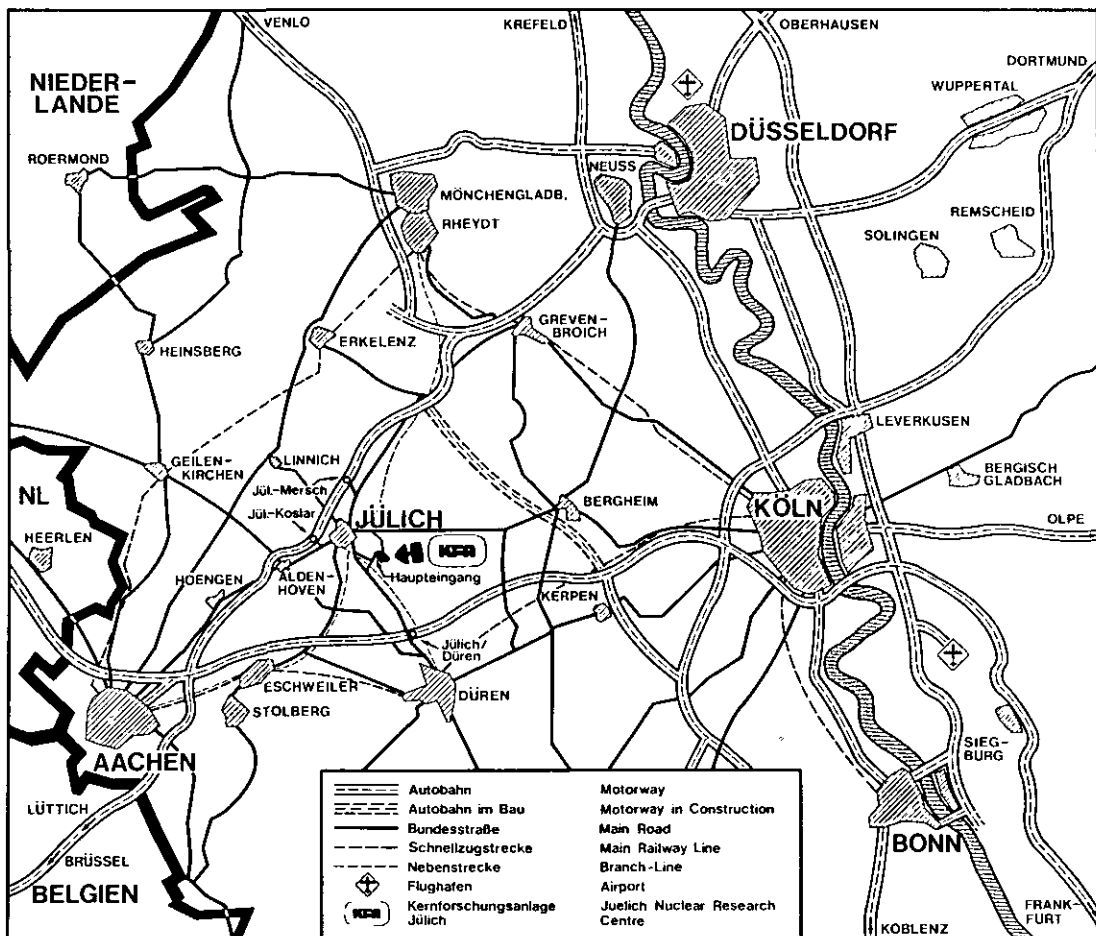 VENLO
KREFELD
OBERHAUSEN
DORTMUND
NIEDER-
LANDE
WUPPERTAL
DÜSSELDORF
ROERMOND
NEUSS
MÖNCHENGLADB.
RHEYDT
REMSCHEID
SOLINGEN
GREVEN-
BROICH
ERKELENZ
HEINSBERG
LEVERKUSEN
GEILEN-
KIRCHEN
LINNICH
BERGISCH
GLADBACH
NL
Jül.-Mersch
BERGHEIM
KÖLN
JÜLICH
Jül.-Koslar
OLPE
HEERLEN
KFA
Haupteingang
HOENGEN
ALDEN-
HOVEN
KERPEN
Jülich/
Düren
ESCHWEILER
DÜREN
STOLBERG
SIEG-
BURG
AACHEN
LÜTTICH
BONN
BRÜSSEL
BELGIEN
FRANK-
FURT
KOBLENZ
Autobahn Motorway
Autobahn im Bau Motorway in Construction
Bundesstraße Main Road
Schnellzugstrecke Main Railway Line
Nebenstrecke Branch-Line
Flughafen Airport
KFA Kernforschungsanlage Juelich Nuclear Research
Jülich Centre